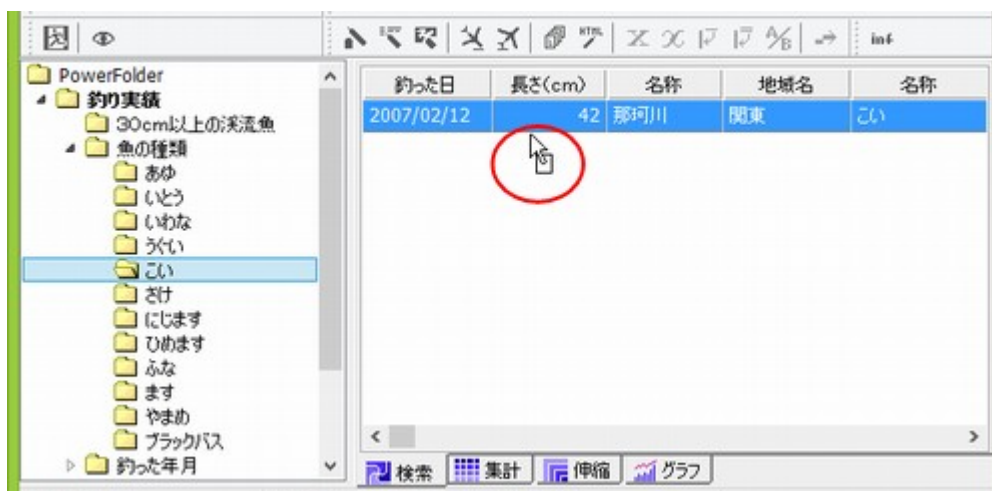 HTML A/B inf
PowerFolder
釣り実績
30cm以上の渓流魚
魚の種類
あゆ
いとう
いわな
うぐい
こい
さけ
にじます
ひめます
ふな
ます
やまめ
ブラックバス
釣った年月
釣った日 長さ(cm) 名称 地域名 名称
2007/02/12 42 那珂川 関東 こい
検索 集計 伸縮 グラフ